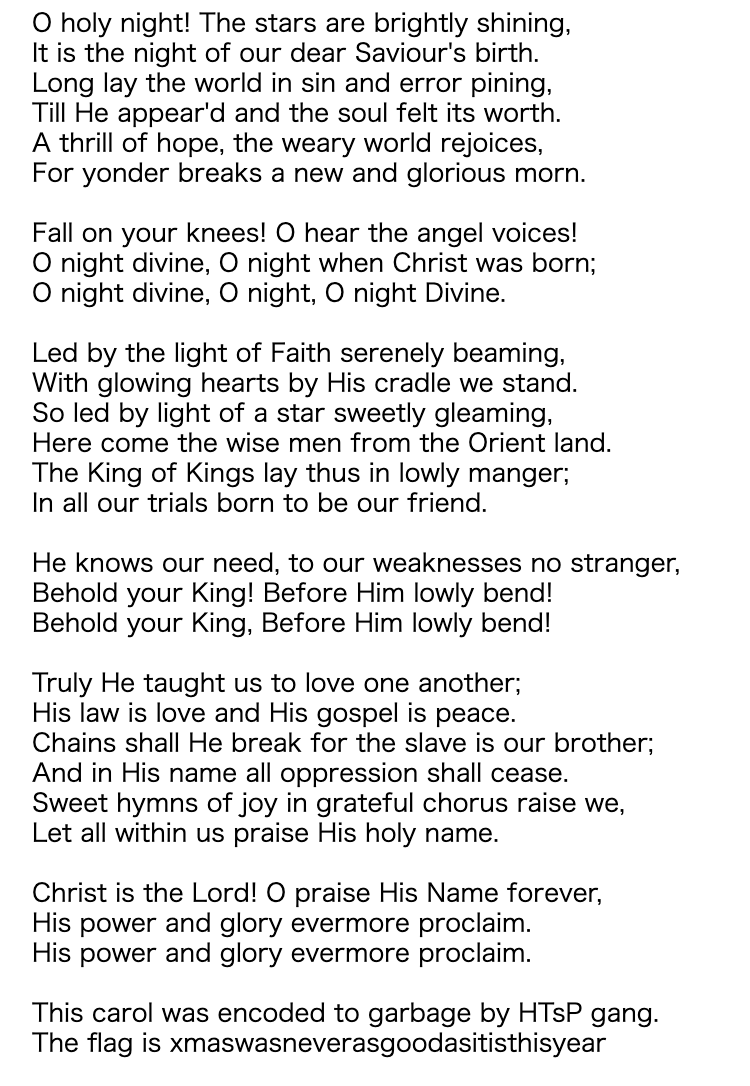 O holy night! The stars are brightly shining,
It is the night of our dear Saviour's birth.
Long lay the world in sin and error pining,
Till He appear'd and the soul felt its worth.
A thrill of hope, the weary world rejoices,
For yonder breaks a new and glorious morn.

Fall on your knees! O hear the angel voices!
O night divine, O night when Christ was born;
O night divine, O night, O night Divine.

Led by the light of Faith serenely beaming,
With glowing hearts by His cradle we stand.
So led by light of a star sweetly gleaming,
Here come the wise men from the Orient land.
The King of Kings lay thus in lowly manger;
In all our trials born to be our friend.

He knows our need, to our weaknesses no stranger,
Behold your King! Before Him lowly bend!
Behold your King, Before Him lowly bend!

Truly He taught us to love one another;
His law is love and His gospel is peace.
Chains shall He break for the slave is our brother;
And in His name all oppression shall cease.
Sweet hymns of joy in grateful chorus raise we,
Let all within us praise His holy name.

Christ is the Lord! O praise His Name forever,
His power and glory evermore proclaim.
His power and glory evermore proclaim.

This carol was encoded to garbage by HTsP gang.
The flag is xmaswasneverasgoodasitisthisyear